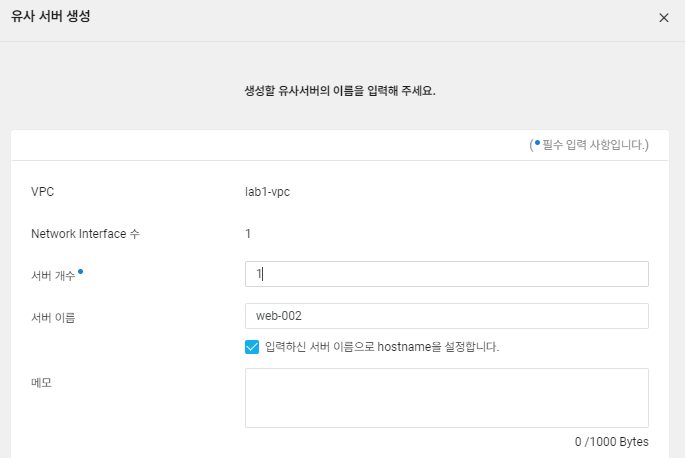 유사 서버 생성
생성할 유사서버의 이름을 입력해 주세요.
(•필수 입력 사항입니다.)
VPC lab1-vpc
Network Interface 수 1
서버 개수• 1
서버 이름 web-002
입력하신 서버 이름으로 hostname을 설정합니다.
메모
0 /1000 Bytes